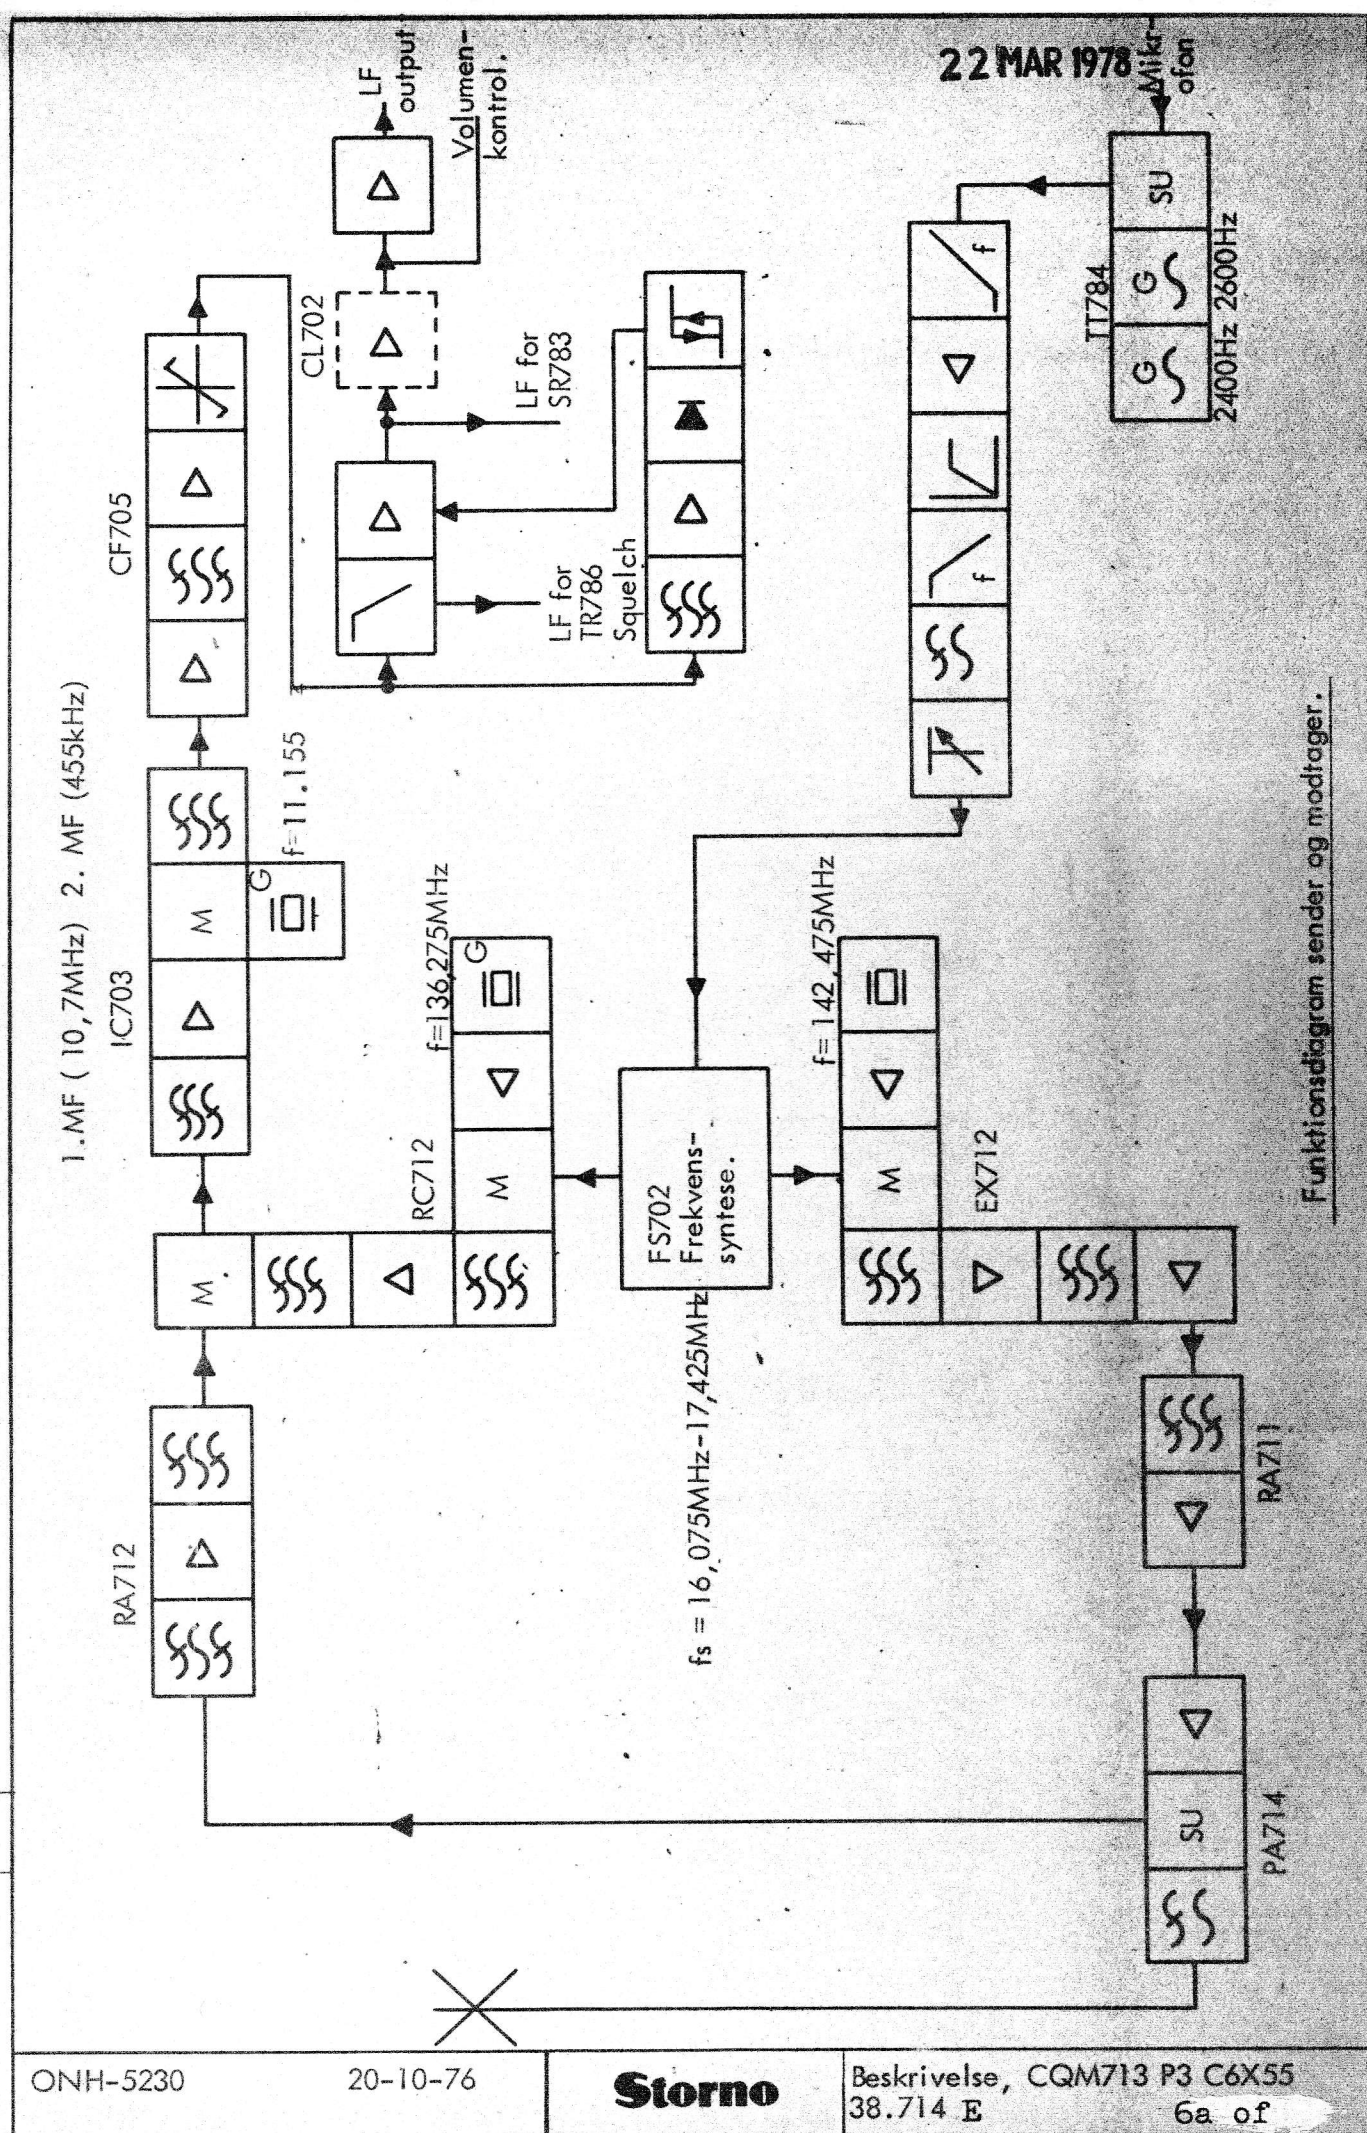 22 MAR 1978
1.MF ( 10,7MHz) 2. MF (455kHz)
RA712
M
IC703
M
G
f=11.155
CF705
CL702
LF
output
Volumen-
kontrol.
LF for
SR783
LF for
TR786
Squelch
RC712
M
G
f=136,275MHz
FS702
Frekvens-
syntese.
fs = 16,075MHz-17,425MHz
f= 142,475MHz
M
EX712
f
f
Mikr-
ofon
SU
G
G
TT784
2400Hz 2600Hz
RA711
SU
PA714
Funktionsdiagram sender og modtager.
ONH-5230
20-10-76
Storno
Beskrivelse, CQM713 P3 C6X55
38.714 E
6a of